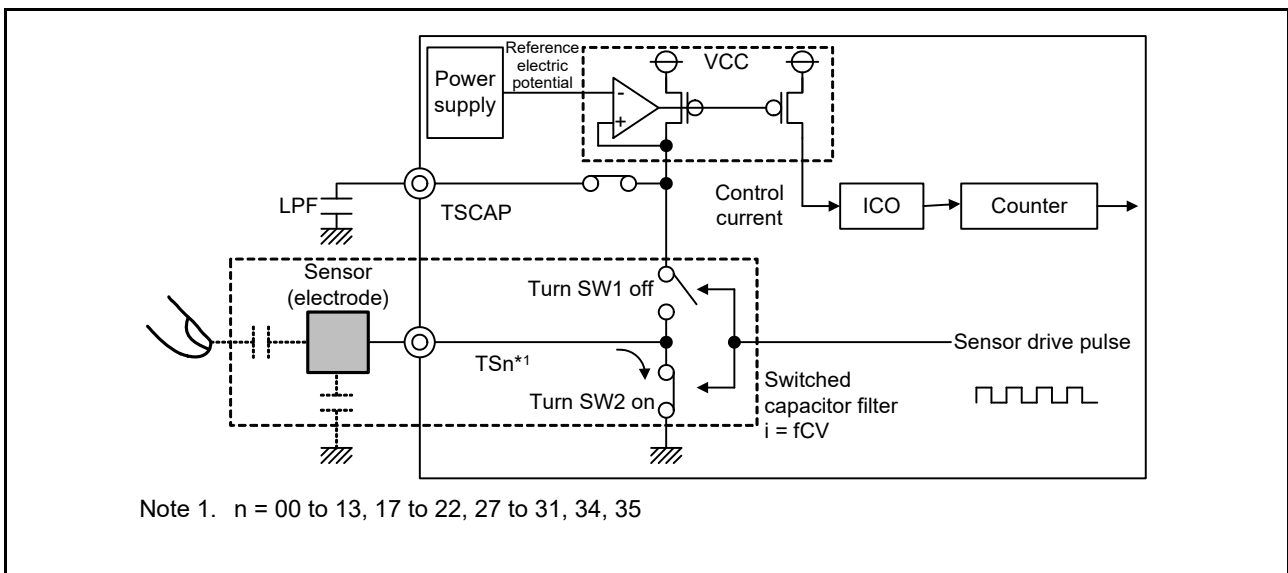 Power
supply
Reference
electric
potential
VCC
-
+
LPF
TSCAP
Control
current
ICO
Counter
Sensor
(electrode)
Turn SW1 off
TSn*1
Turn SW2 on
Sensor drive pulse
Switched
capacitor filter
i = fCV
Note 1. n = 00 to 13, 17 to 22, 27 to 31, 34, 35